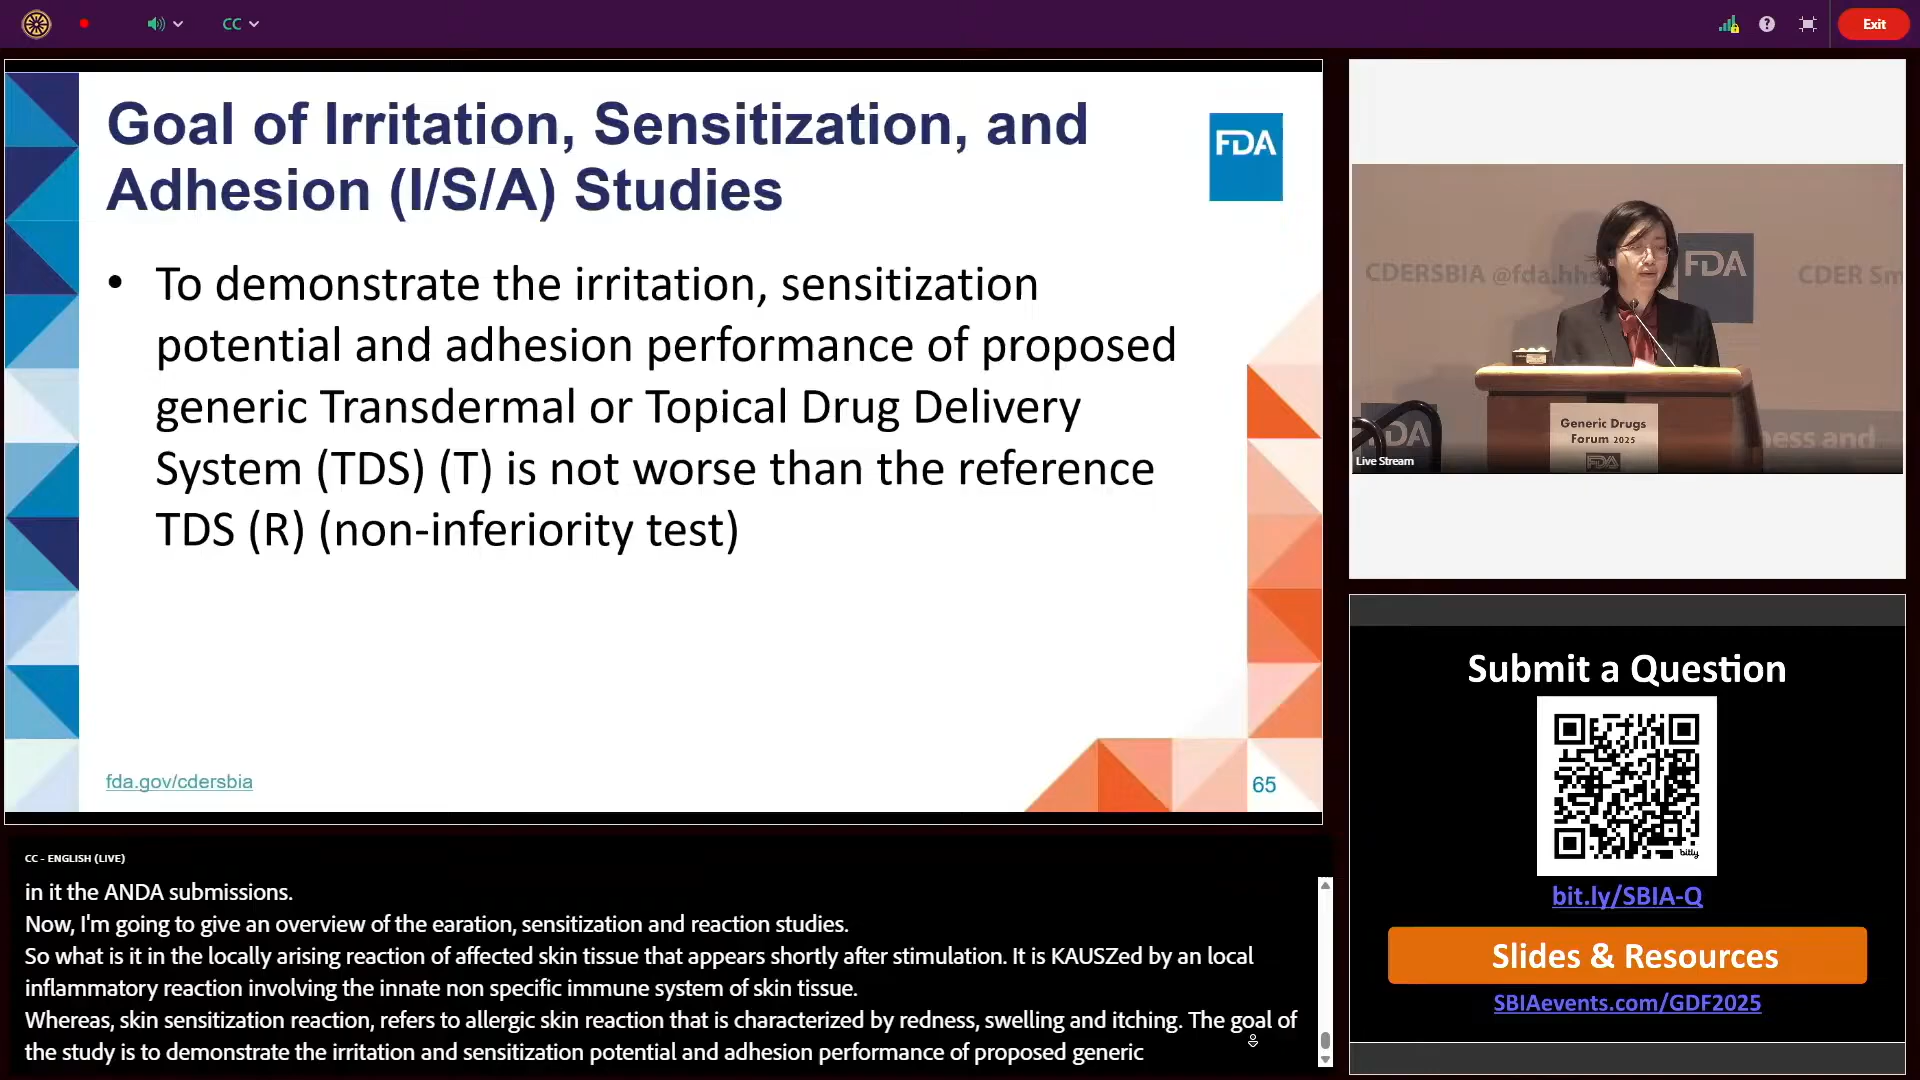 CC
Exit
Goal of Irritation, Sensitization, and
Adhesion (I/S/A) Studies
FDA
• To demonstrate the irritation, sensitization
potential and adhesion performance of proposed
generic Transdermal or Topical Drug Delivery
System (TDS) (T) is not worse than the reference
TDS (R) (non-inferiority test)
fda.gov/cdersbia
65
CDERSBIA @fda.hhs
FDA
CDER Sm
Generic Drugs
Forum 2025
FDA
DA
ness and
Live Stream
Submit a Question
bitly
bit.ly/SBIA-Q
Slides & Resources
SBIAevents.com/GDF2025
CC - ENGLISH (LIVE)
in it the ANDA submissions.
Now, I'm going to give an overview of the earation, sensitization and reaction studies.
So what is it in the locally arising reaction of affected skin tissue that appears shortly after stimulation. It is KAUSZed by an local
inflammatory reaction involving the innate non specific immune system of skin tissue.
Whereas, skin sensitization reaction, refers to allergic skin reaction that is characterized by redness, swelling and itching. The goal of
the study is to demonstrate the irritation and sensitization potential and adhesion performance of proposed generic